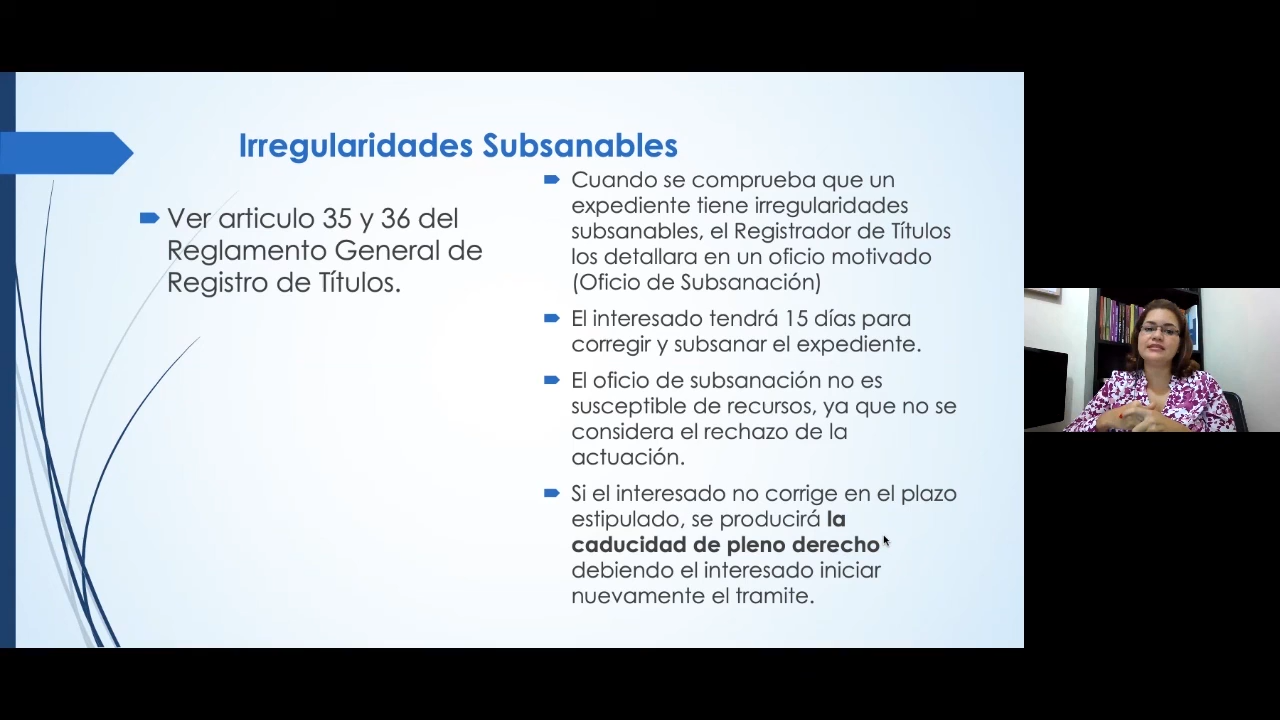 Irregularidades Subsanables
Ver articulo 35 y 36 del
Reglamento General de
Registro de Títulos.
Cuando se comprueba que un
expediente tiene irregularidades
subsanables, el Registrador de Títulos
los detallara en un oficio motivado
(Oficio de Subsanación)
El interesado tendrá 15 días para
corregir y subsanar el expediente.
El oficio de subsanación no es
susceptible de recursos, ya que no se
considera el rechazo de la
actuación.
Si el interesado no corrige en el plazo
estipulado, se producirá la
caducidad de pleno derecho
debiendo el interesado iniciar
nuevamente el tramite.